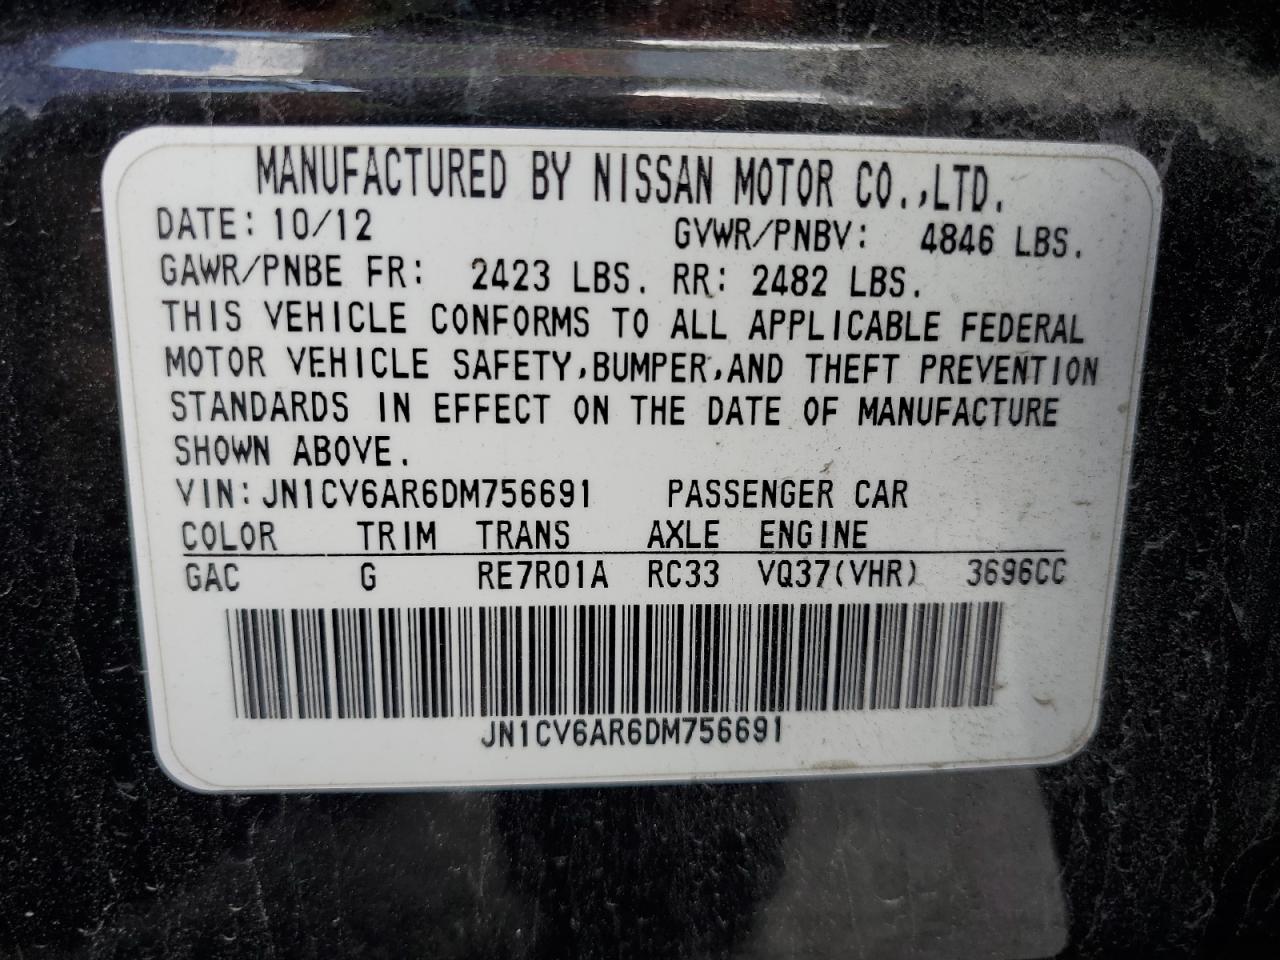 MANUFACTURED BY NISSAN MOTOR CO.,LTD.
DATE: 10/12 GVWR/PNBV: 4846 LBS.
GAWR/PNBE FR: 2423 LBS. RR: 2482 LBS.
THIS VEHICLE CONFORMS TO ALL APPLICABLE FEDERAL
MOTOR VEHICLE SAFETY,BUMPER,AND THEFT PREVENTION
STANDARDS IN EFFECT ON THE DATE OF MANUFACTURE
SHOWN ABOVE.
VIN:JN1CV6AR6DM756691 PASSENGER CAR
COLOR TRIM TRANS AXLE ENGINE
GAC G RE7R01A RC33 VQ37(VHR) 3696CC
JN1CV6AR6DM756691